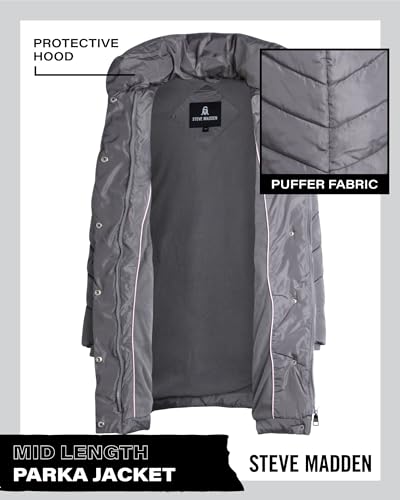 PROTECTIVE
HOOD
STEVE MADDEN
PUFFER FABRIC
MID LENGTH
PARKA JACKET
STEVE MADDEN